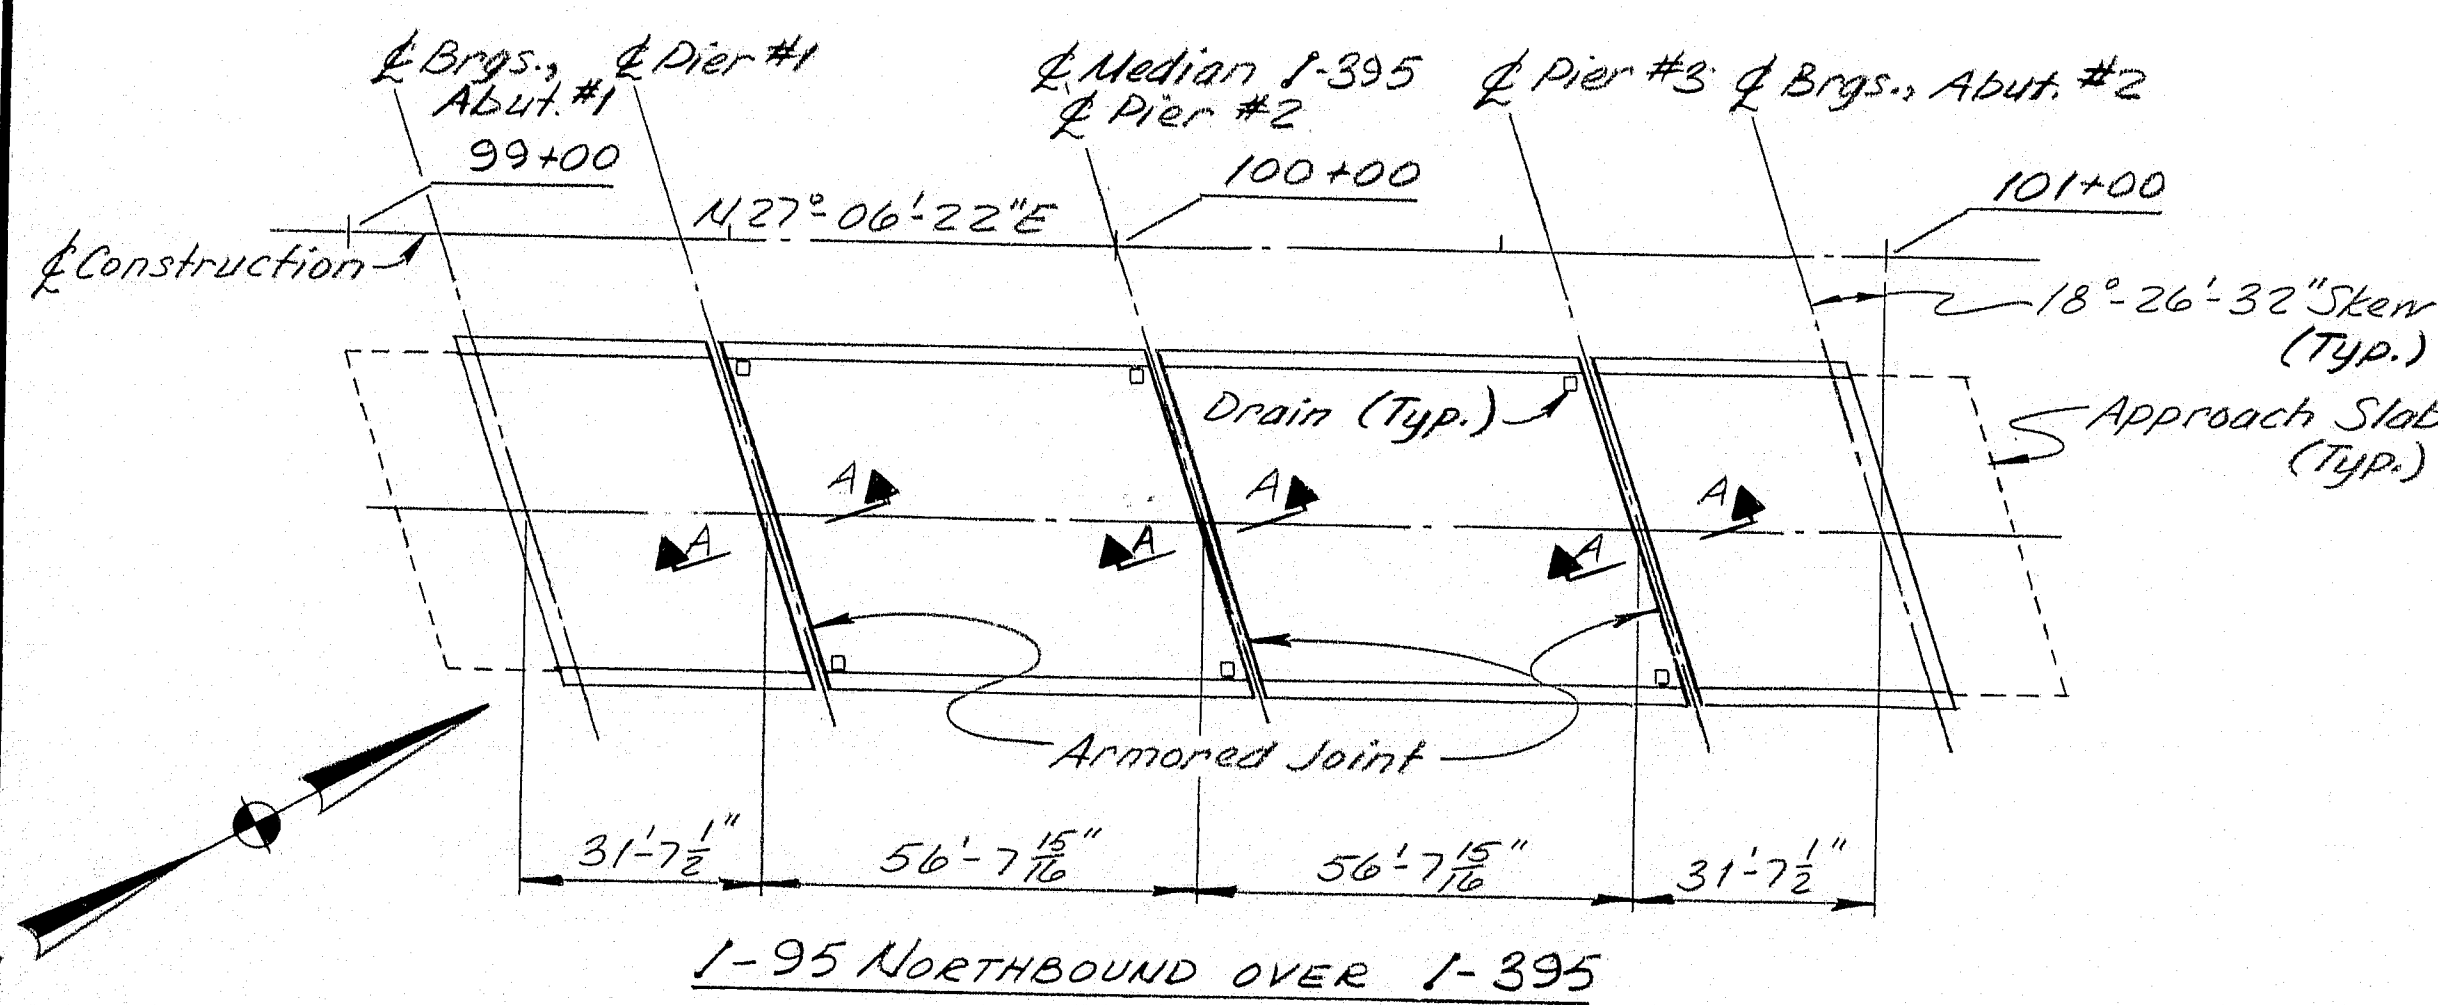 ℄ Brgs., Abut. #1
℄ Pier #1
℄ Median I-395
℄ Pier #2
℄ Pier #3
℄ Brgs., Abut. #2
99+00
100+00
101+00
N 27°-06'-22"E
℄ Construction
18°-26'-32" Skew
(Typ.)
Drain (Typ.)
Approach Slab
(Typ.)
A
A
A
A
A
A
Armored Joint
31'-7 1/2"
56'-7 15/16"
56'-7 15/16"
31'-7 1/2"
I-95 NORTHBOUND OVER I-395